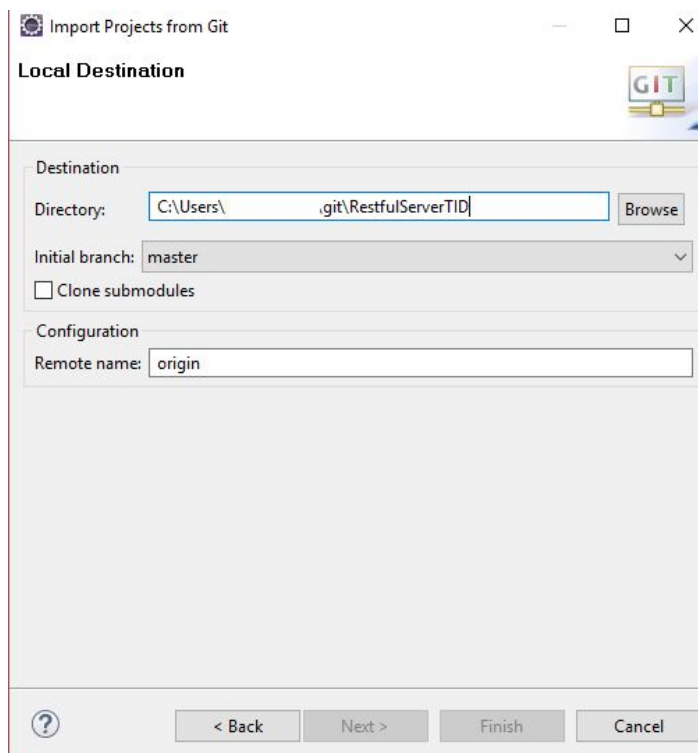 Import Projects from Git
Local Destination
GIT
Destination
Directory: C:\Users\ .git\RestfulServerTID Browse
Initial branch: master
Clone submodules
Configuration
Remote name: origin
? < Back Next > Finish Cancel